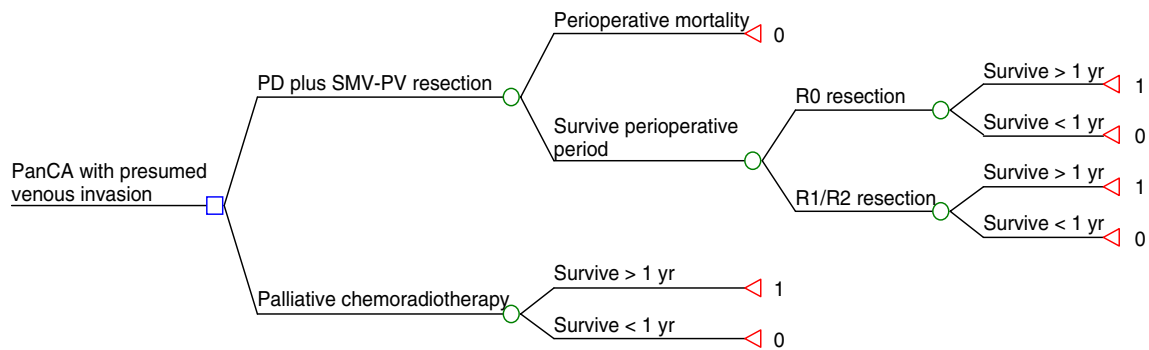 Perioperative mortality
0
PD plus SMV-PV resection
Survive > 1 yr
1
R0 resection
Survive perioperative
period
Survive < 1 yr
0
PanCA with presumed
venous invasion
Survive > 1 yr
1
R1/R2 resection
Survive < 1 yr
0
Survive > 1 yr
1
Palliative chemoradiotherapy
Survive < 1 yr
0